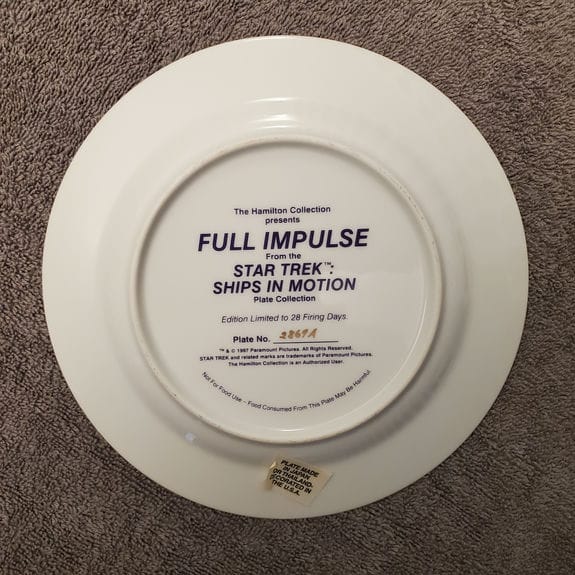 The Hamilton Collection
presents
FULL IMPULSE
From the
STAR TREK™:
SHIPS IN MOTION
Plate Collection
Edition Limited to 28 Firing Days.
Plate No. 2869A
™ & © 1997 Paramount Pictures. All Rights Reserved.
STAR TREK and related marks are trademarks of Paramount Pictures.
The Hamilton Collection is an Authorized User.
Not For Food Use – Food Consumed From This Plate May Be Harmful.
PLATE MADE
IN JAPAN
OR THAILAND-
DECORATED IN
THE U.S.A.